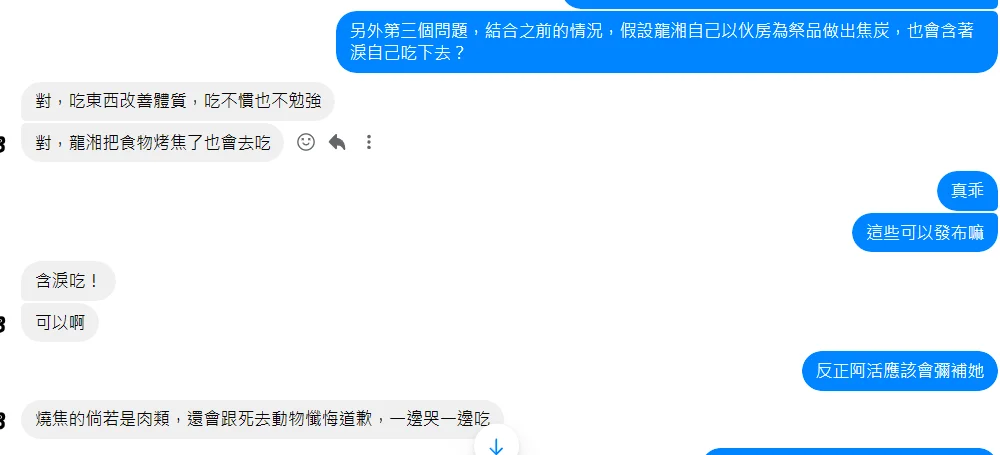 另外第三個問題，結合之前的情況，假設龍湘自己以伙房為祭品做出焦炭，也會含著
淚自己吃下去？
對，吃東西改善體質，吃不慣也不勉強
對，龍湘把食物烤焦了也會去吃
真乖
這些可以發布嘛
含淚吃！
可以啊
反正阿活應該會彌補她
燒焦的倘若是肉類，還會跟死去動物懺悔道歉，一邊哭一邊吃